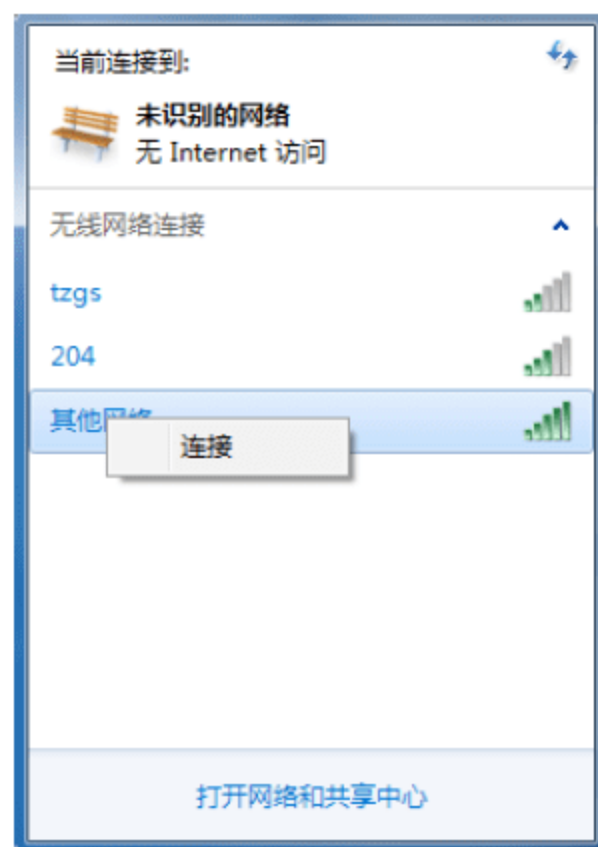 当前连接到:
未识别的网络
无 Internet 访问
无线网络连接
tzgs
204
其他网络
连接
打开网络和共享中心